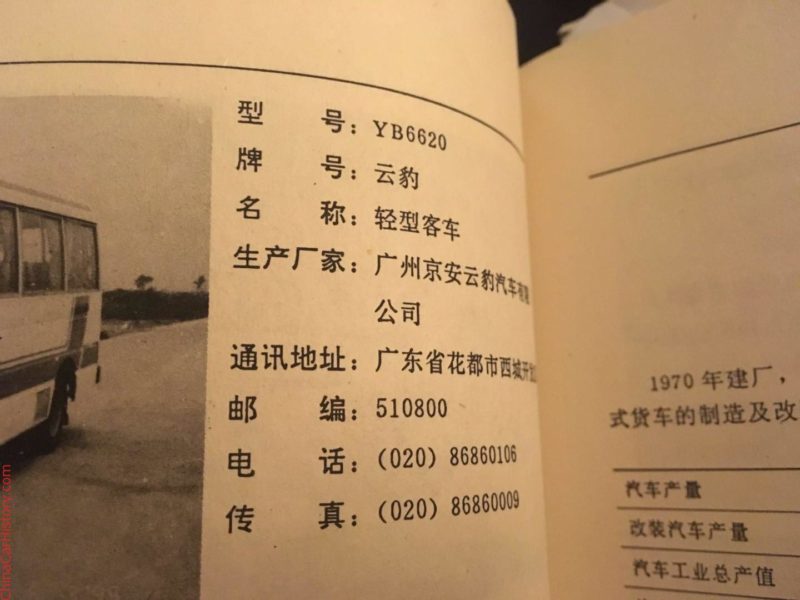 型 号：YB6620
牌 号：云豹
名 称：轻型客车
生产厂家：广州京安云豹汽车有限
公司
通讯地址：广东省花都市西城开
邮 编：510800
电 话：(020) 86860106
传 真：(020) 86860009
1970 年建厂，
式货车的制造及改
汽车产量
改装汽车产量
汽车工业总产值
ChinaCarHistory.com